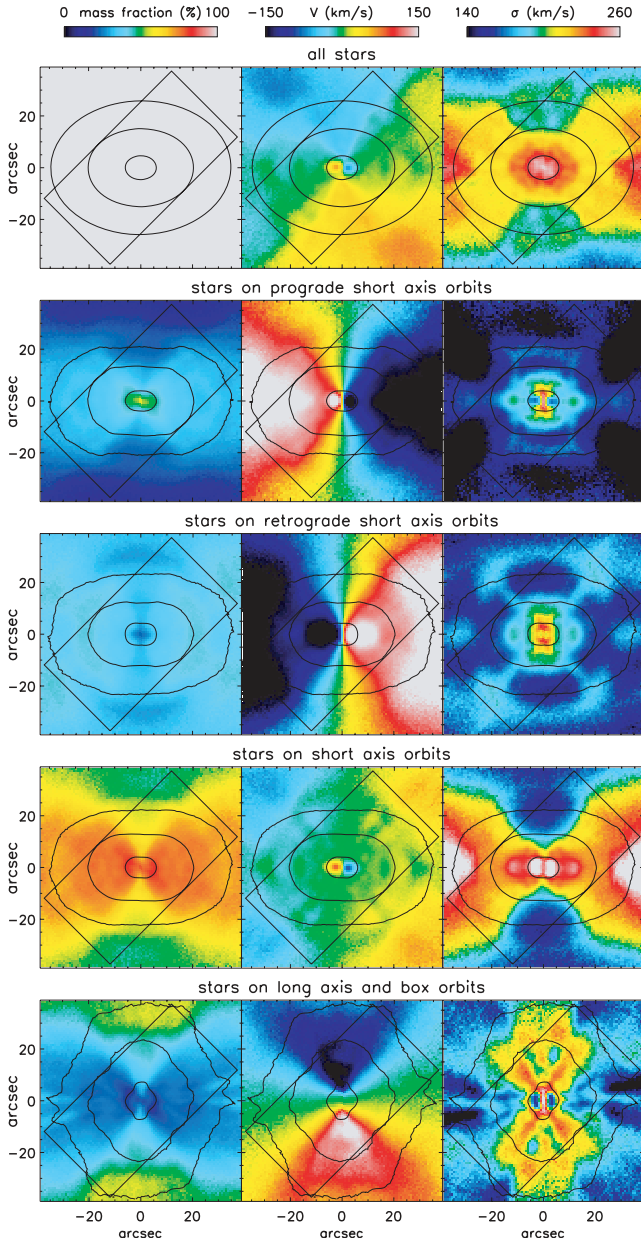 0 mass fraction (%) 100
−150 V (km/s) 150
140 σ (km/s) 260
all stars
arcsec
20
0
−20
stars on prograde short axis orbits
arcsec
20
0
−20
stars on retrograde short axis orbits
arcsec
20
0
−20
stars on short axis orbits
arcsec
20
0
−20
stars on long axis and box orbits
arcsec
20
0
−20
−20 0 20 −20 0 20 −20 0 20
arcsec arcsec arcsec